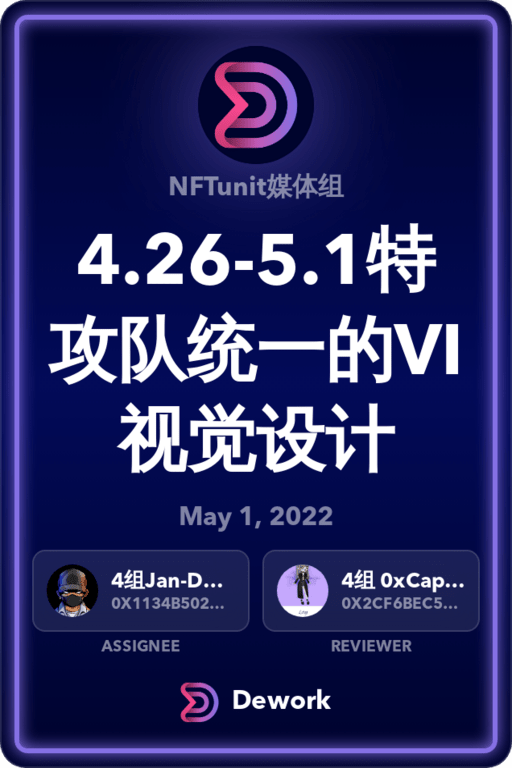 NFTunit媒体组
4.26-5.1特
攻队统一的VI
视觉设计
May 1, 2022
4组Jan-D...
0X1134B502...
4组 0xCap...
0X2CF6BEC5...
ASSIGNEE
REVIEWER
Dework